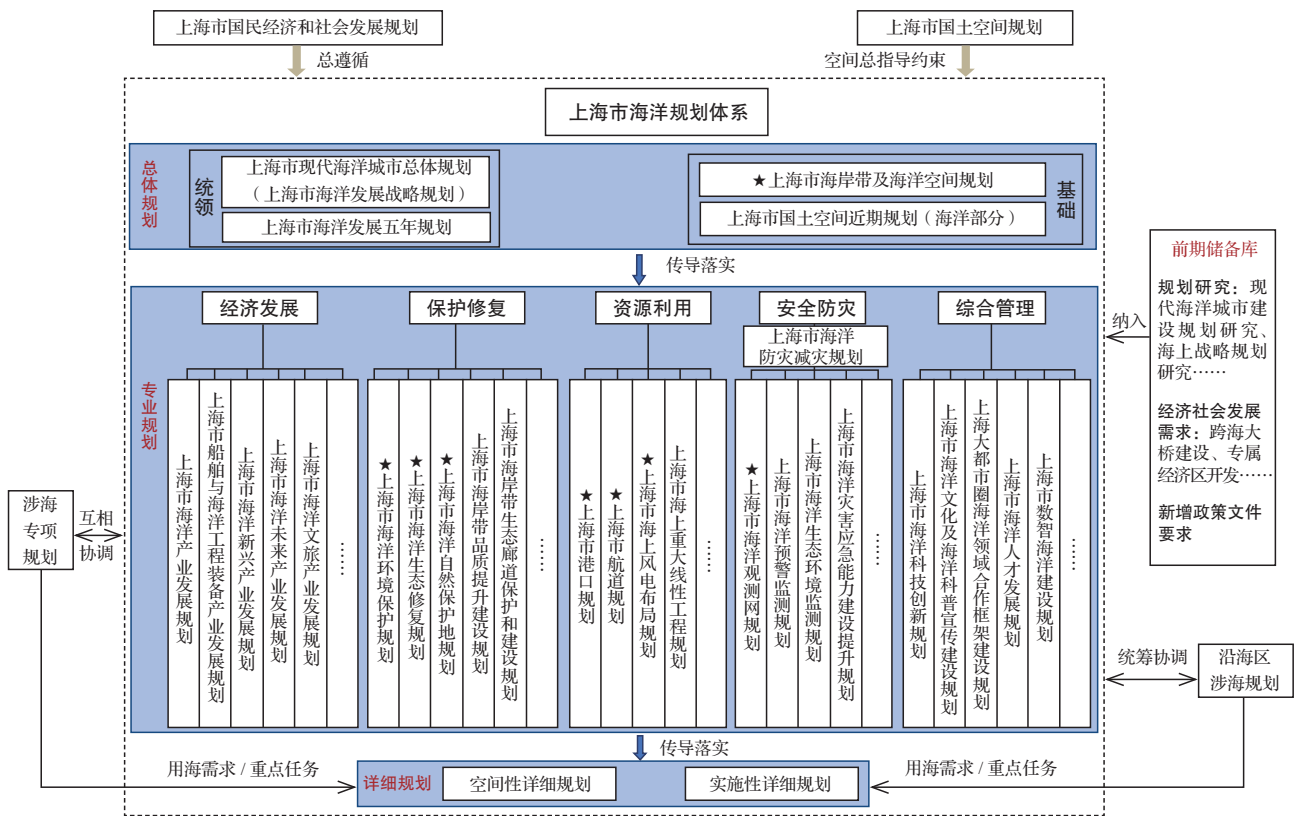 上海市国民经济和社会发展规划
上海市国土空间规划
总遵循
空间总指导约束
上海市海洋规划体系
总体规划
统领
上海市现代海洋城市总体规划
（上海市海洋发展战略规划）
上海市海洋发展五年规划
★上海市海岸带及海洋空间规划
上海市国土空间近期规划（海洋部分）
基础
传导落实
专业规划
经济发展
上海市海洋产业发展规划
上海市船舶与海洋工程装备产业发展规划
上海市海洋新兴产业发展规划
上海市海洋未来产业发展规划
上海市海洋文旅产业发展规划
……
保护修复
★上海市海洋环境保护规划
★上海市海洋生态修复规划
★上海市海洋自然保护地规划
上海市海岸带品质提升建设规划
上海市海岸带生态廊道保护和建设规划
……
资源利用
★上海市港口规划
★上海市航道规划
★上海市海上风电布局规划
上海市海上重大线性工程规划
……
安全防灾
上海市海洋
防灾减灾规划
★上海市海洋观测网规划
上海市海洋预警监测规划
上海市海洋生态环境监测规划
上海市海洋灾害应急能力建设提升规划
……
综合管理
上海市海洋科技创新规划
上海市海洋文化及海洋科普宣传建设规划
上海大都市圈海洋领域合作框架建设规划
上海市海洋人才发展规划
上海市数智海洋建设规划
……
传导落实
详细规划
空间性详细规划
实施性详细规划
涉海
专项
规划
互相
协调
用海需求 / 重点任务
纳入
前期储备库
规划研究：现
代海洋城市建
设规划研究、
海上战略规划
研究……
经济社会发展
需求：跨海大
桥建设、专属
经济区开发……
新增政策文件
要求
统筹协调
沿海区
涉海规划
用海需求 / 重点任务